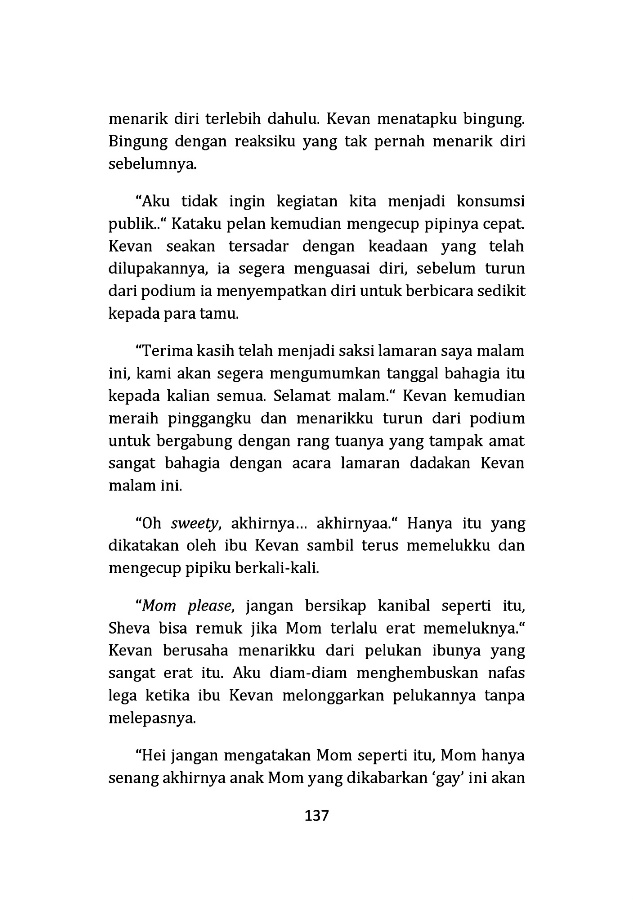 menarik diri terlebih dahulu. Kevan menatapku bingung.
Bingung dengan reaksiku yang tak pernah menarik diri
sebelumnya.
“Aku tidak ingin kegiatan kita menjadi konsumsi
publik..“ Kataku pelan kemudian mengecup pipinya cepat.
Kevan seakan tersadar dengan keadaan yang telah
dilupakannya, ia segera menguasai diri, sebelum turun
dari podium ia menyempatkan diri untuk berbicara sedikit
kepada para tamu.
“Terima kasih telah menjadi saksi lamaran saya malam
ini, kami akan segera mengumumkan tanggal bahagia itu
kepada kalian semua. Selamat malam.“ Kevan kemudian
meraih pinggangku dan menarikku turun dari podium
untuk bergabung dengan rang tuanya yang tampak amat
sangat bahagia dengan acara lamaran dadakan Kevan
malam ini.
“Oh sweety, akhirnya… akhirnyaa.“ Hanya itu yang
dikatakan oleh ibu Kevan sambil terus memelukku dan
mengecup pipiku berkali-kali.
“Mom please, jangan bersikap kanibal seperti itu,
Sheva bisa remuk jika Mom terlalu erat memeluknya.“
Kevan berusaha menarikku dari pelukan ibunya yang
sangat erat itu. Aku diam-diam menghembuskan nafas
lega ketika ibu Kevan melonggarkan pelukannya tanpa
melepasnya.
“Hei jangan mengatakan Mom seperti itu, Mom hanya
senang akhirnya anak Mom yang dikabarkan ‘gay’ ini akan
137